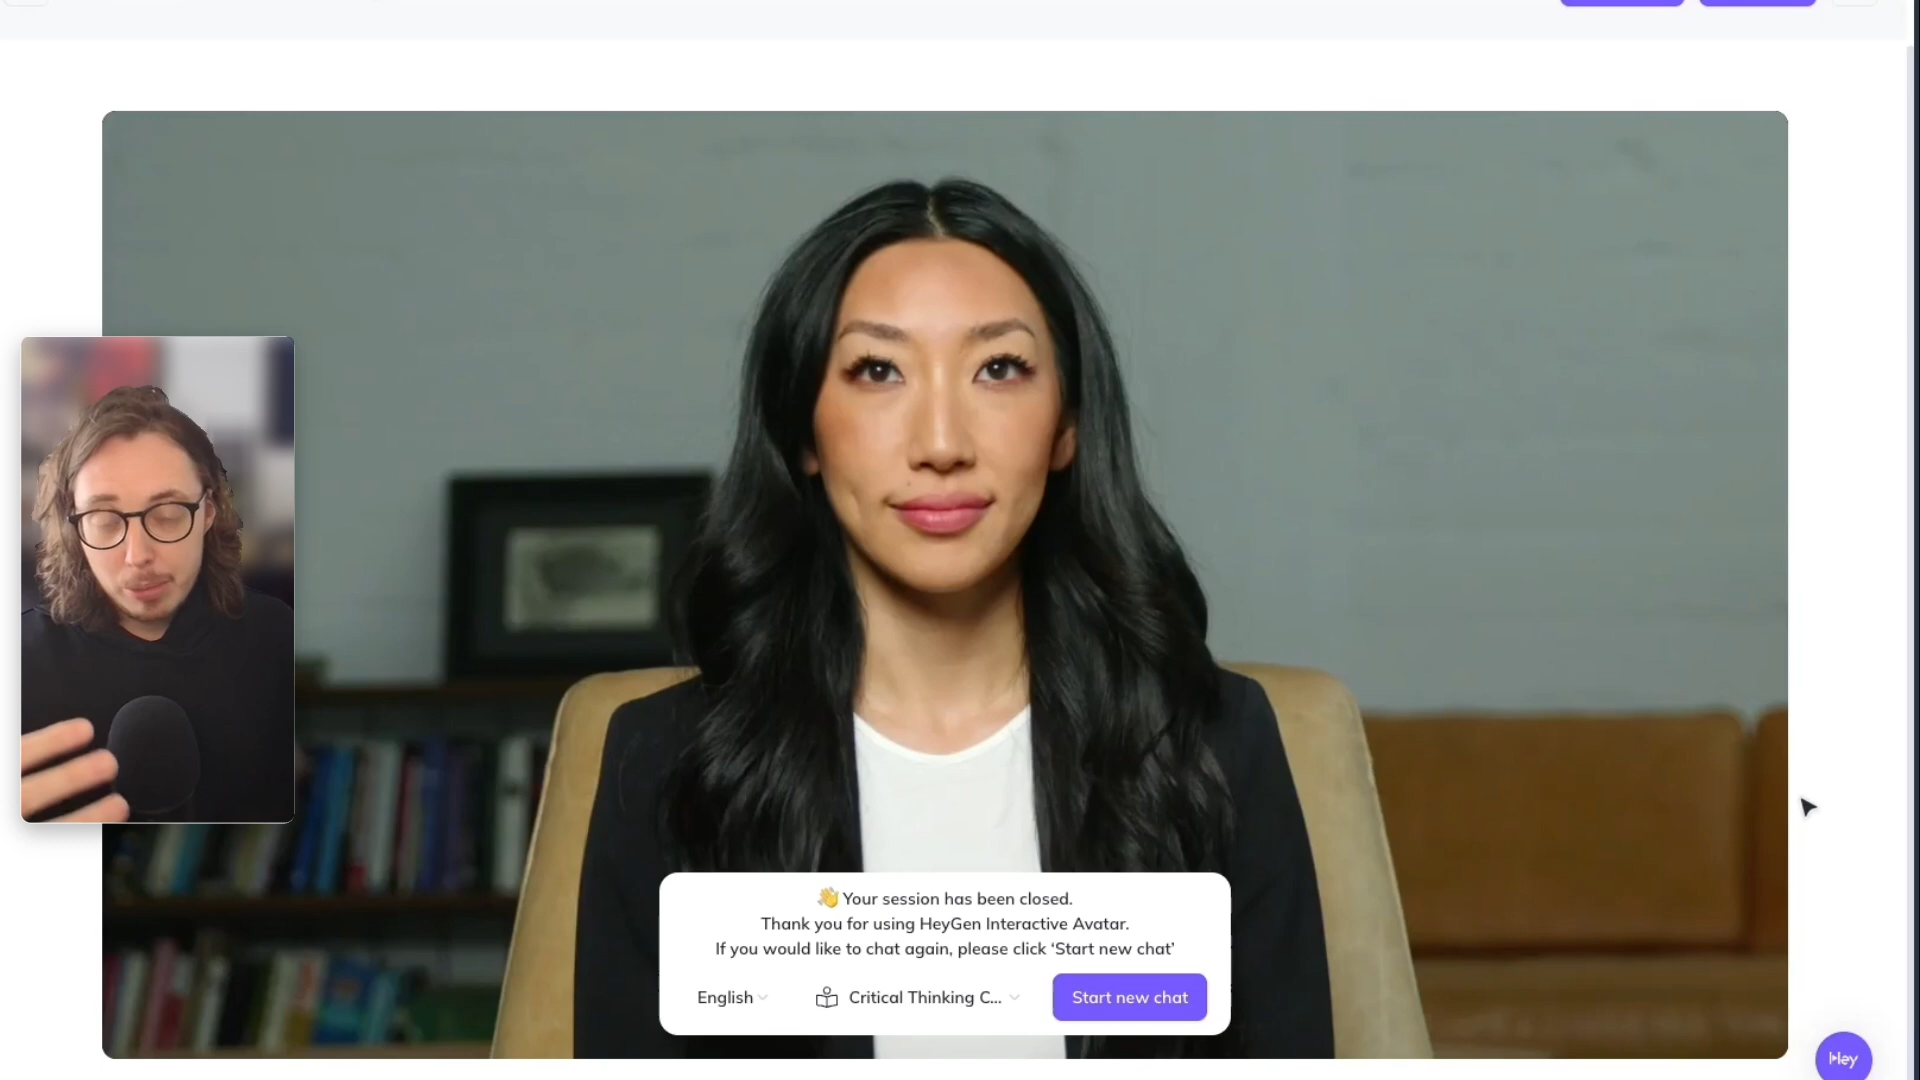 👋 Your session has been closed.
Thank you for using HeyGen Interactive Avatar.
If you would like to chat again, please click ‘Start new chat’
English
Critical Thinking C...
Start new chat
Hey